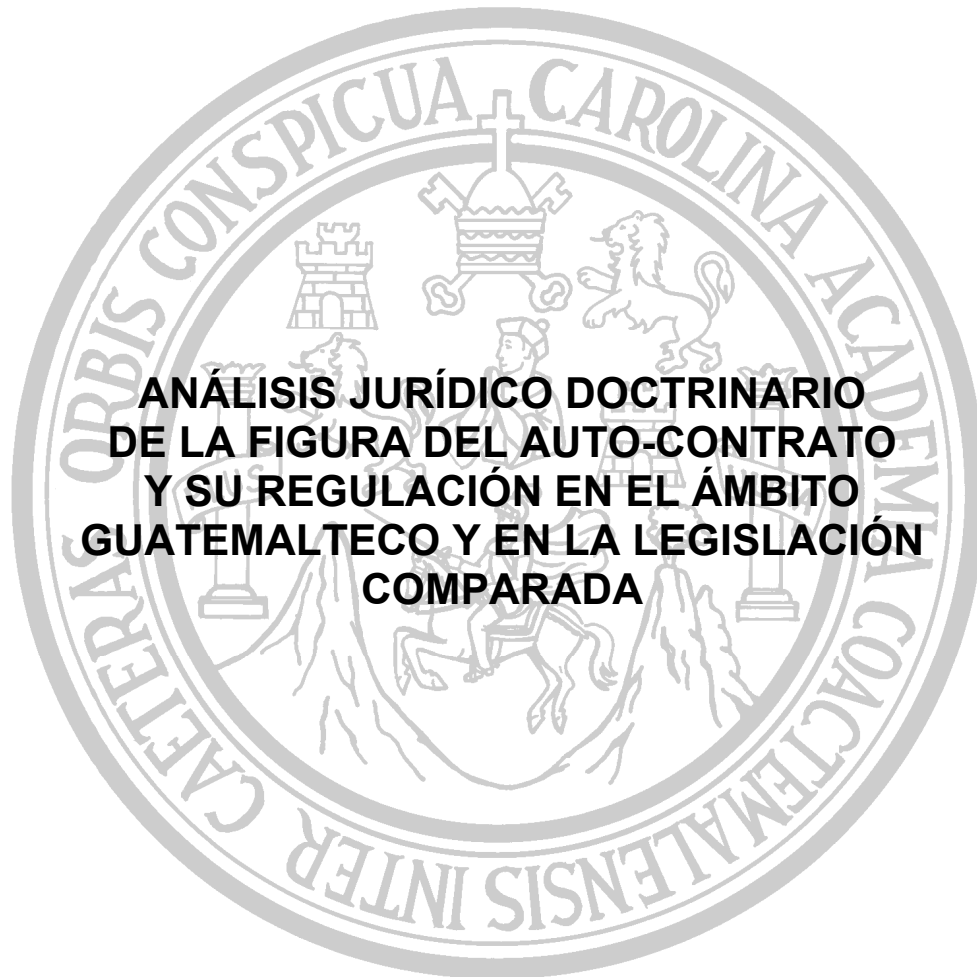 ANÁLISIS JURÍDICO DOCTRINARIO
DE LA FIGURA DEL AUTO-CONTRATO
Y SU REGULACIÓN EN EL ÁMBITO
GUATEMALTECO Y EN LA LEGISLACIÓN
COMPARADA
CAETERAS ORBIS CONSPICUA CAROLINA ACADEMIA COACTEMALENSIS INTER